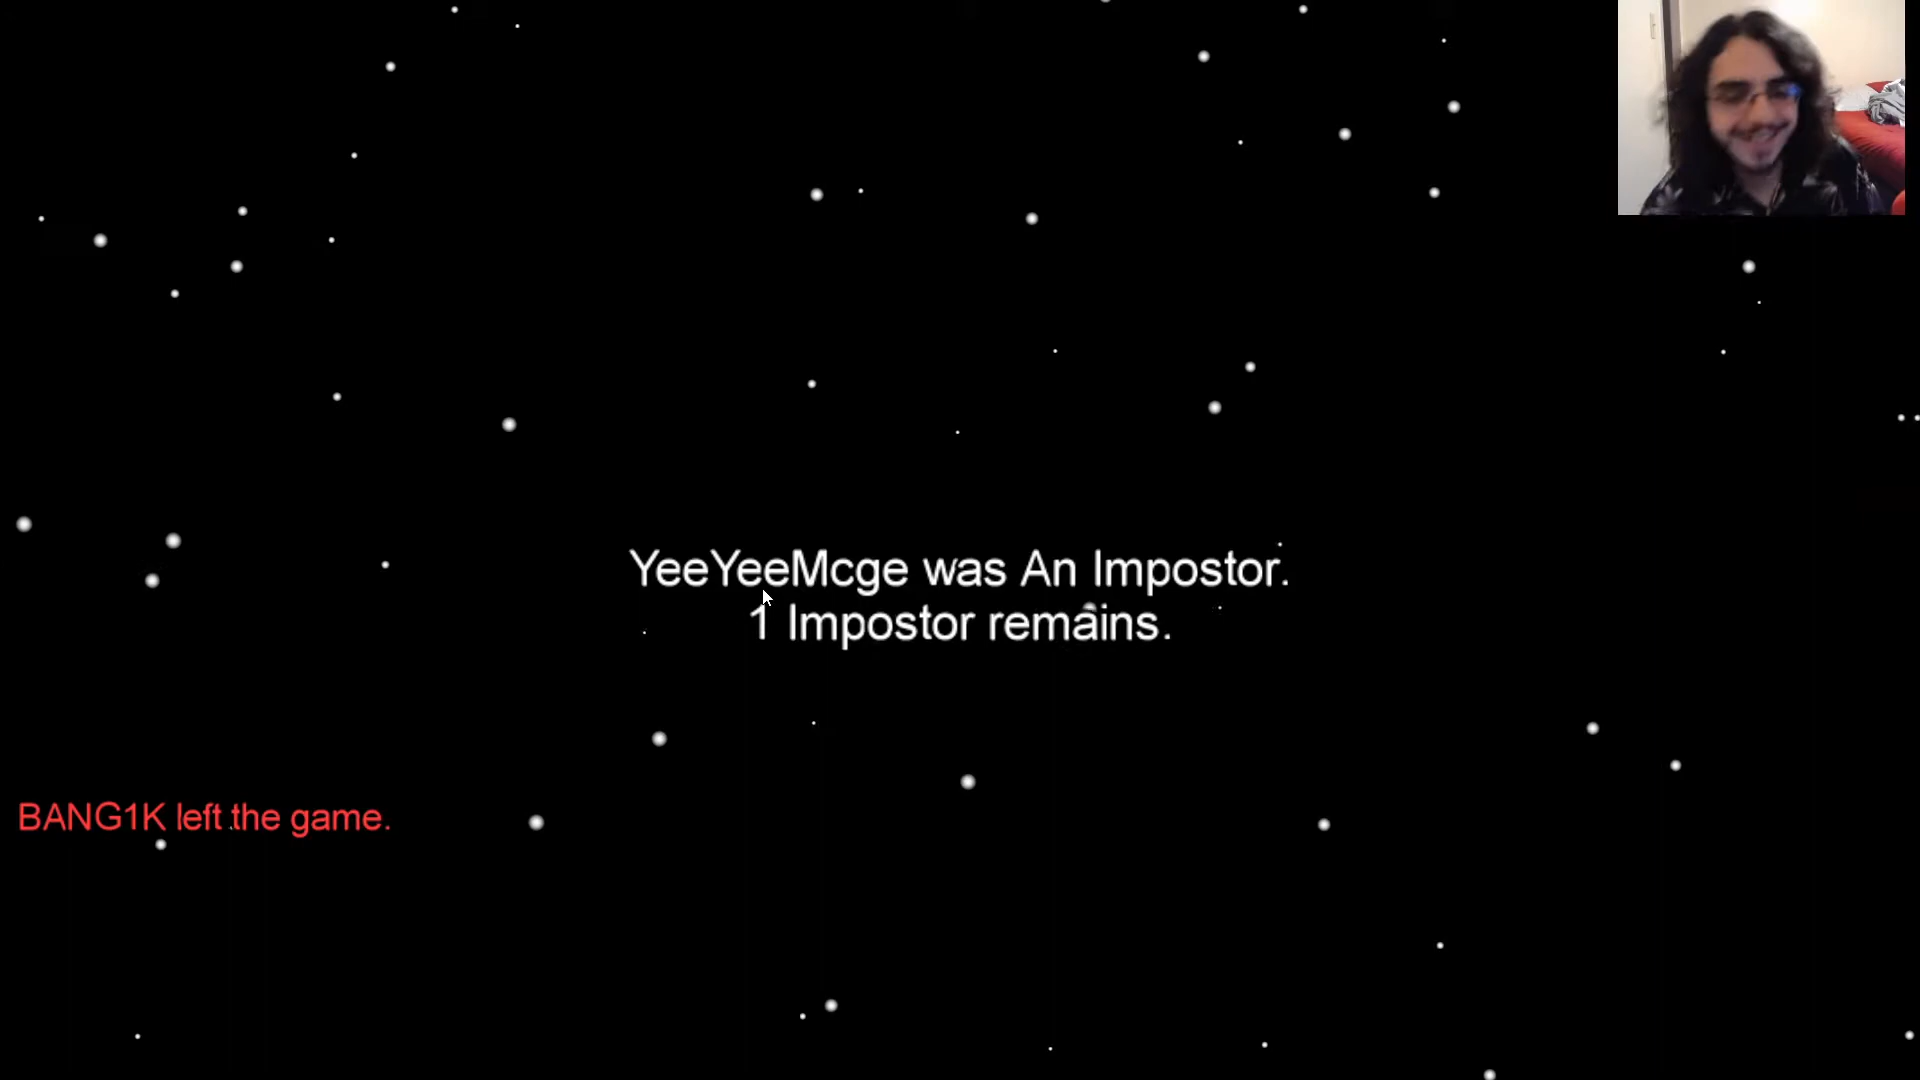 YeeYeeMcge was An Impostor.
1 Impostor remains.
BANG1K left the game.